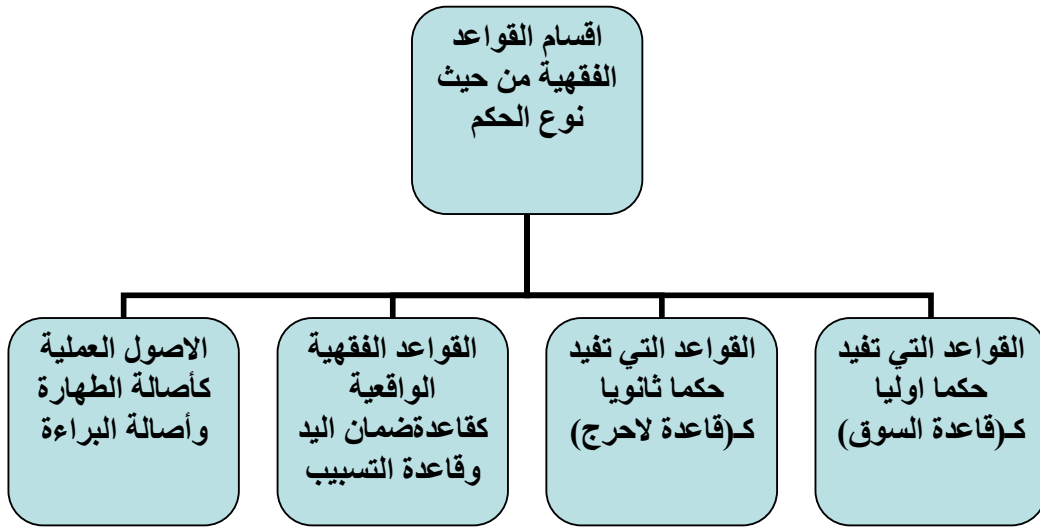 اقسام القواعد
الفقهية من حيث
نوع الحكم
القواعد التي تفيد
حكما اوليا
كـ(قاعدة السوق)
القواعد التي تفيد
حكما ثانويا
كـ(قاعدة لاحرج)
القواعد الفقهية
الواقعية
كقاعدةضمان اليد
وقاعدة التسبيب
الاصول العملية
كأصالة الطهارة
وأصالة البراءة